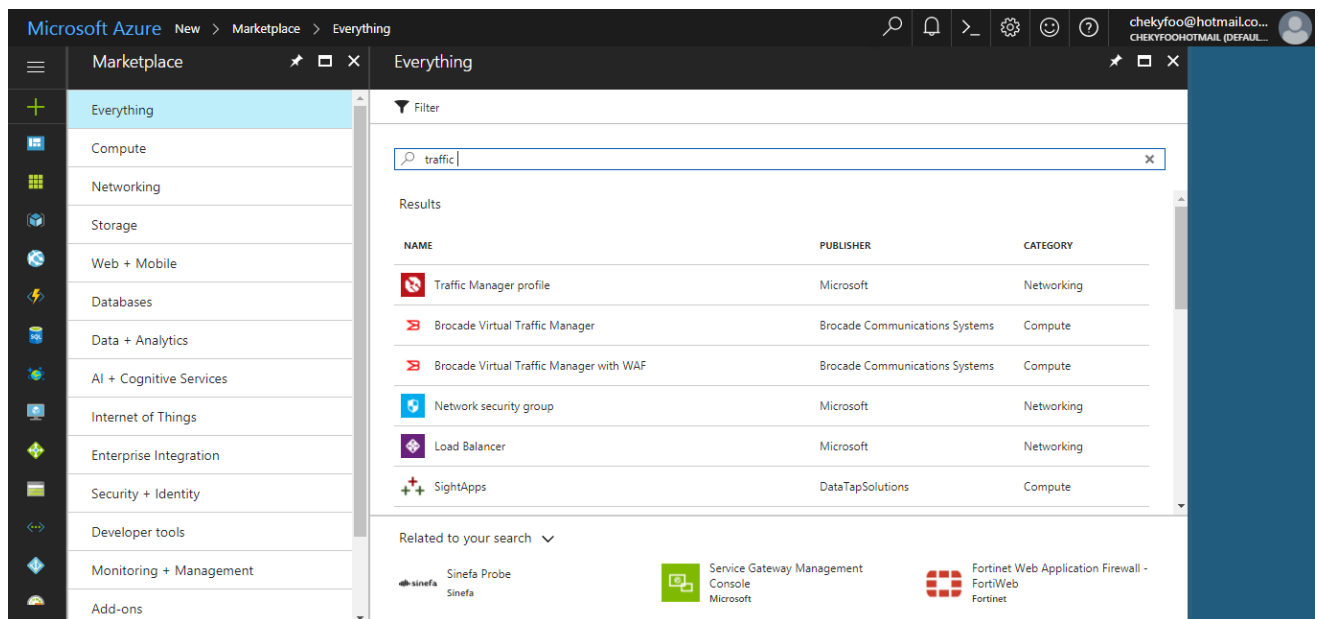 Microsoft Azure New > Marketplace > Everything
chekyfoo@hotmail.co...
CHEKYFOOHOTMAIL (DEFAUL...
Marketplace
Everything
Everything
Compute
Networking
Storage
Web + Mobile
Databases
Data + Analytics
AI + Cognitive Services
Internet of Things
Enterprise Integration
Security + Identity
Developer tools
Monitoring + Management
Add-ons
Filter
traffic
Results
NAME PUBLISHER CATEGORY
Traffic Manager profile Microsoft Networking
Brocade Virtual Traffic Manager Brocade Communications Systems Compute
Brocade Virtual Traffic Manager with WAF Brocade Communications Systems Compute
Network security group Microsoft Networking
Load Balancer Microsoft Networking
SightApps DataTapSolutions Compute
Related to your search
sinefa
Sinefa Probe
Sinefa
Service Gateway Management
Console
Microsoft
Fortinet Web Application Firewall -
FortiWeb
Fortinet
SQL